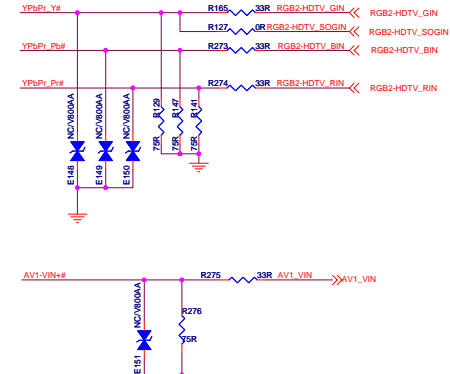 YPbPr_Y# R165 33R RGB2-HDTV_GIN RGB2-HDTV_GIN
R127 0R RGB2-HDTV_SOGIN RGB2-HDTV_SOGIN
YPbPr_Pb# R273 33R RGB2-HDTV_BIN RGB2-HDTV_BIN
YPbPr_Pr# R274 33R RGB2-HDTV_RIN RGB2-HDTV_RIN
NC/V800AA NC/V800AA NC/V800AA R129 R147 R141
E148 E149 E150 75R 75R 75R
AV1-VIN+# R275 33R AV1_VIN AV1_VIN
NC/V800AA R276
75R
E151